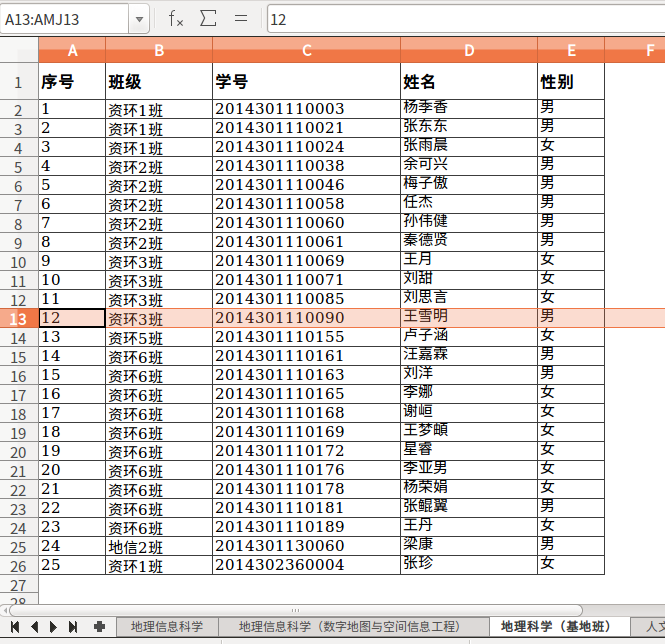 A13:AMJ13 12
A B C D E F
1 序号 班级 学号 姓名 性别
2 1 资环1班 2014301110003 杨季香 男
3 2 资环1班 2014301110021 张东东 男
4 3 资环1班 2014301110024 张雨晨 女
5 4 资环2班 2014301110038 余可兴 男
6 5 资环2班 2014301110046 梅子傲 男
7 6 资环2班 2014301110058 任杰 男
8 7 资环2班 2014301110060 孙伟健 男
9 8 资环2班 2014301110061 秦德贤 男
10 9 资环3班 2014301110069 王月 女
11 10 资环3班 2014301110071 刘甜 女
12 11 资环3班 2014301110085 刘思言 女
13 12 资环3班 2014301110090 王雪明 男
14 13 资环5班 2014301110155 卢子涵 女
15 14 资环6班 2014301110161 汪嘉霖 男
16 15 资环6班 2014301110163 刘洋 男
17 16 资环6班 2014301110165 李娜 女
18 17 资环6班 2014301110168 谢峘 女
19 18 资环6班 2014301110169 王梦頔 女
20 19 资环6班 2014301110172 星睿 女
21 20 资环6班 2014301110176 李亚男 女
22 21 资环6班 2014301110178 杨荣娟 女
23 22 资环6班 2014301110181 张鲲翼 男
24 23 资环6班 2014301110189 王丹 女
25 24 地信2班 2014301130060 梁康 男
26 25 资环1班 2014302360004 张珍 女
27
28
地理信息科学 地理信息科学（数字地图与空间信息工程） 地理科学（基地班） 人文